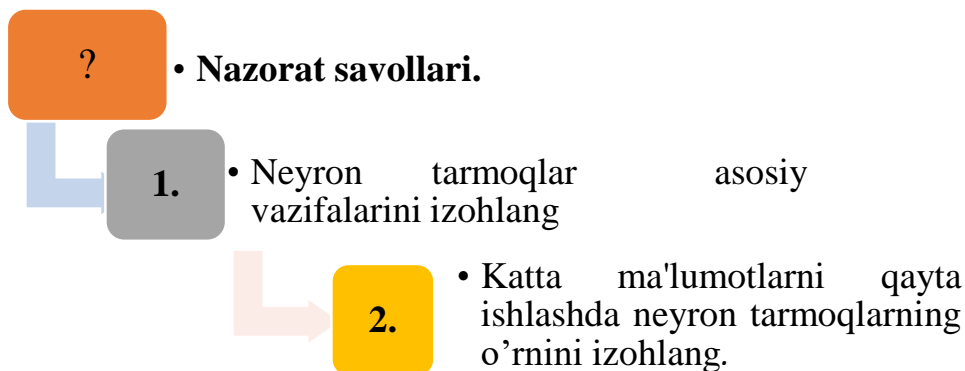 ?
• Nazorat savollari.
1.
• Neyron tarmoqlar asosiy
vazifalarini izohlang
2.
• Katta ma'lumotlarni qayta
ishlashda neyron tarmoqlarning
o’rnini izohlang.